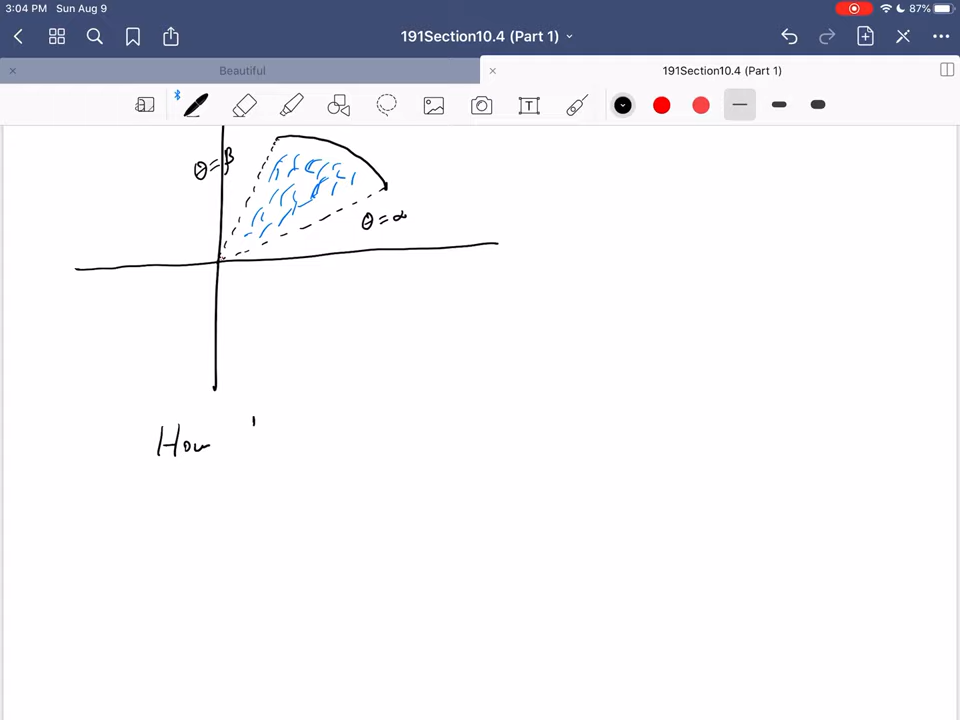 3:04 PM Sun Aug 9
87%
191Section10.4 (Part 1)
Beautiful
191Section10.4 (Part 1)
T
θ = β
θ = α
How